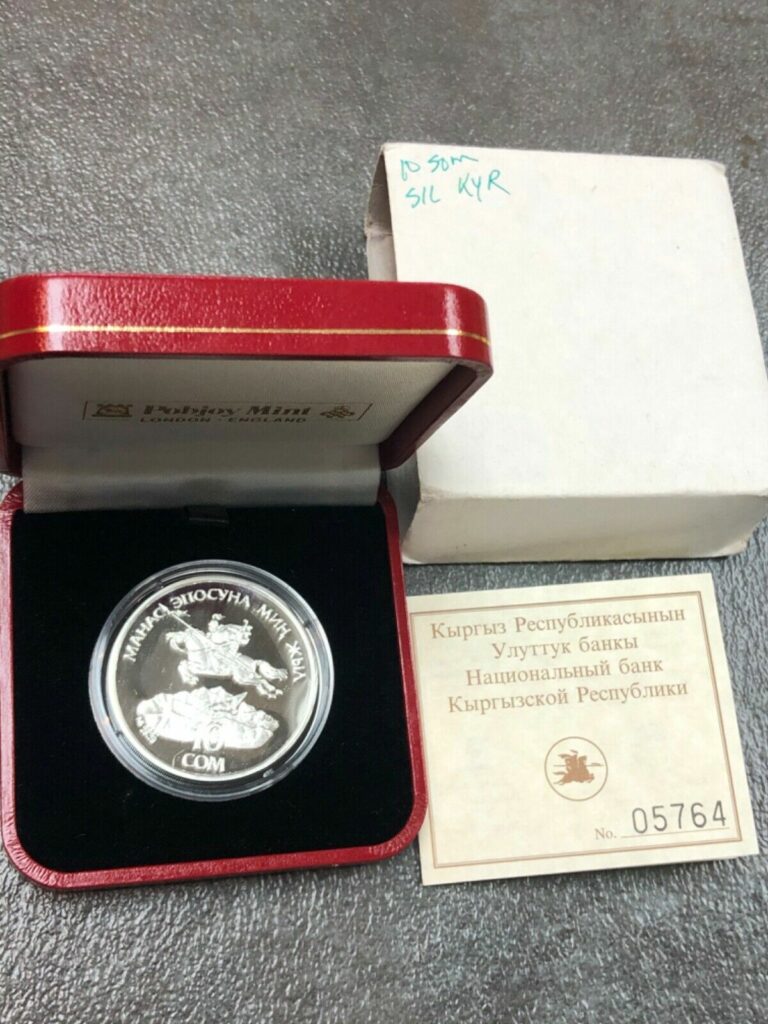 10 som
SIL KYR
Pobjoy Mint
LONDON · ENGLAND
МАНАС ЭПОСУНА МИҢ ЖЫЛ
10
СОМ
Кыргыз Республикасынын
Улуттук банкы
Национальный банк
Кыргызской Республики
No. 05764